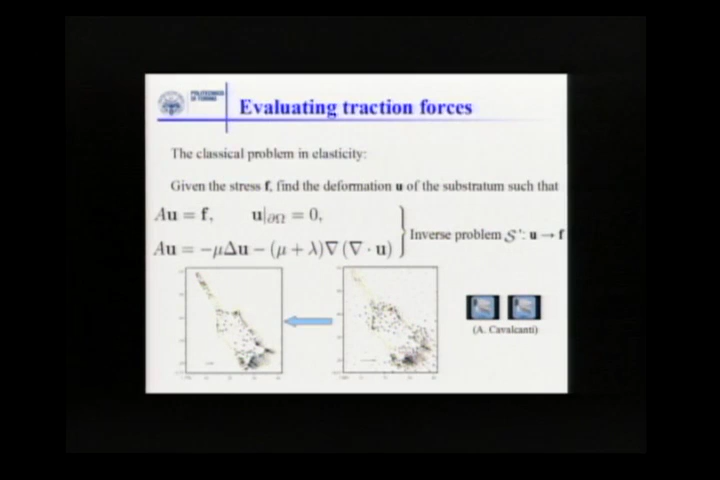 POLITECNICO
DI TORINO
Evaluating traction forces
The classical problem in elasticity:
Given the stress f, find the deformation u of the substratum such that
Au = f, u|∂Ω = 0,
Au = −μΔu − (μ + λ)∇(∇ · u)
Inverse problem S': u → f
(A. Cavalcanti)